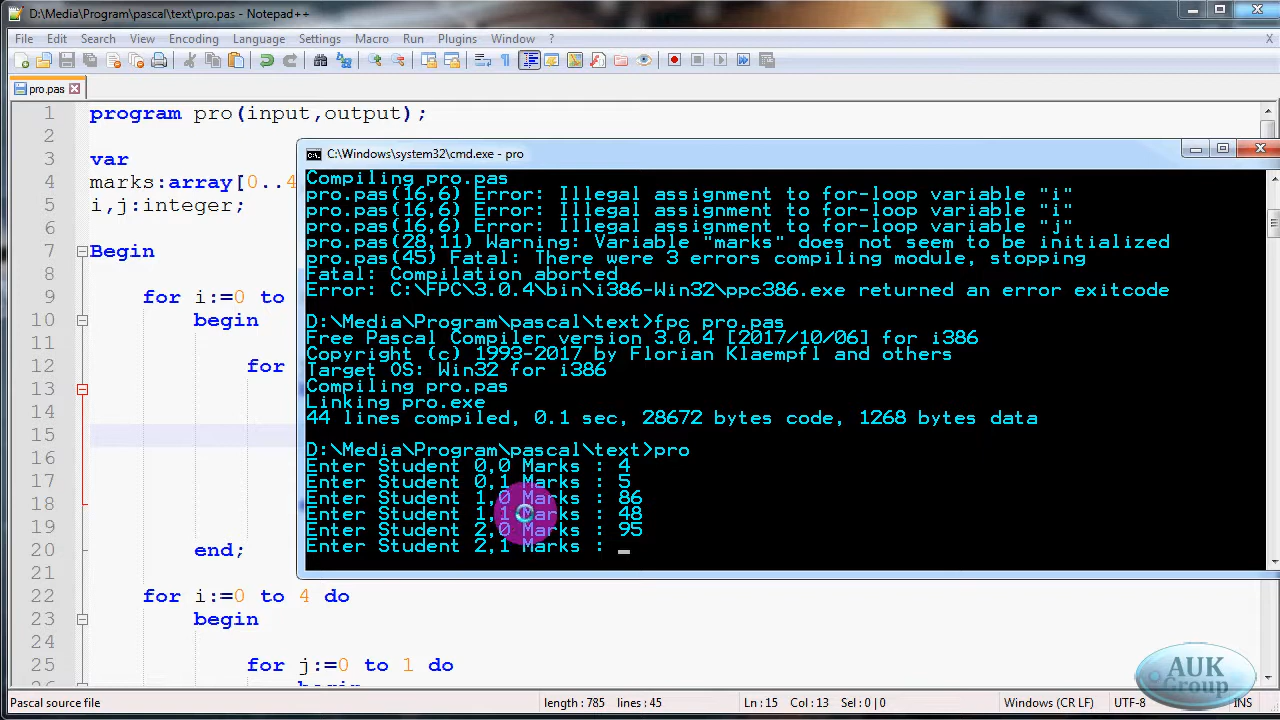 D:\Media\Program\pascal\text\pro.pas - Notepad++
File Edit Search View Encoding Language Settings Macro Run Plugins Window ?
X
pro.pas
1 program pro(input,output);
2
3 var
4 marks:array[0..4
5 i,j:integer;
6
7 Begin
8
9 for i:=0 to
10 begin
11
12 for
13
14
15
16
17
18
19
20 end;
21
22 for i:=0 to 4 do
23 begin
24
25 for j:=0 to 1 do
C:\Windows\system32\cmd.exe - pro
Compiling pro.pas
pro.pas(16,6) Error: Illegal assignment to for-loop variable "i"
pro.pas(16,6) Error: Illegal assignment to for-loop variable "i"
pro.pas(16,6) Error: Illegal assignment to for-loop variable "j"
pro.pas(28,11) Warning: Variable "marks" does not seem to be initialized
pro.pas(45) Fatal: There were 3 errors compiling module, stopping
Fatal: Compilation aborted
Error: C:\FPC\3.0.4\bin\i386-Win32\ppc386.exe returned an error exitcode
D:\Media\Program\pascal\text>fpc pro.pas
Free Pascal Compiler version 3.0.4 [2017/10/06] for i386
Copyright (c) 1993-2017 by Florian Klaempfl and others
Target OS: Win32 for i386
Compiling pro.pas
Linking pro.exe
44 lines compiled, 0.1 sec, 28672 bytes code, 1268 bytes data
D:\Media\Program\pascal\text>pro
Enter Student 0,0 Marks : 4
Enter Student 0,1 Marks : 5
Enter Student 1,0 Marks : 86
Enter Student 1,1 Marks : 48
Enter Student 2,0 Marks : 95
Enter Student 2,1 Marks : _
AUK
Group
Pascal source file length : 785 lines : 45 Ln : 15 Col : 13 Sel : 0 | 0 Windows (CR LF) UTF-8 INS